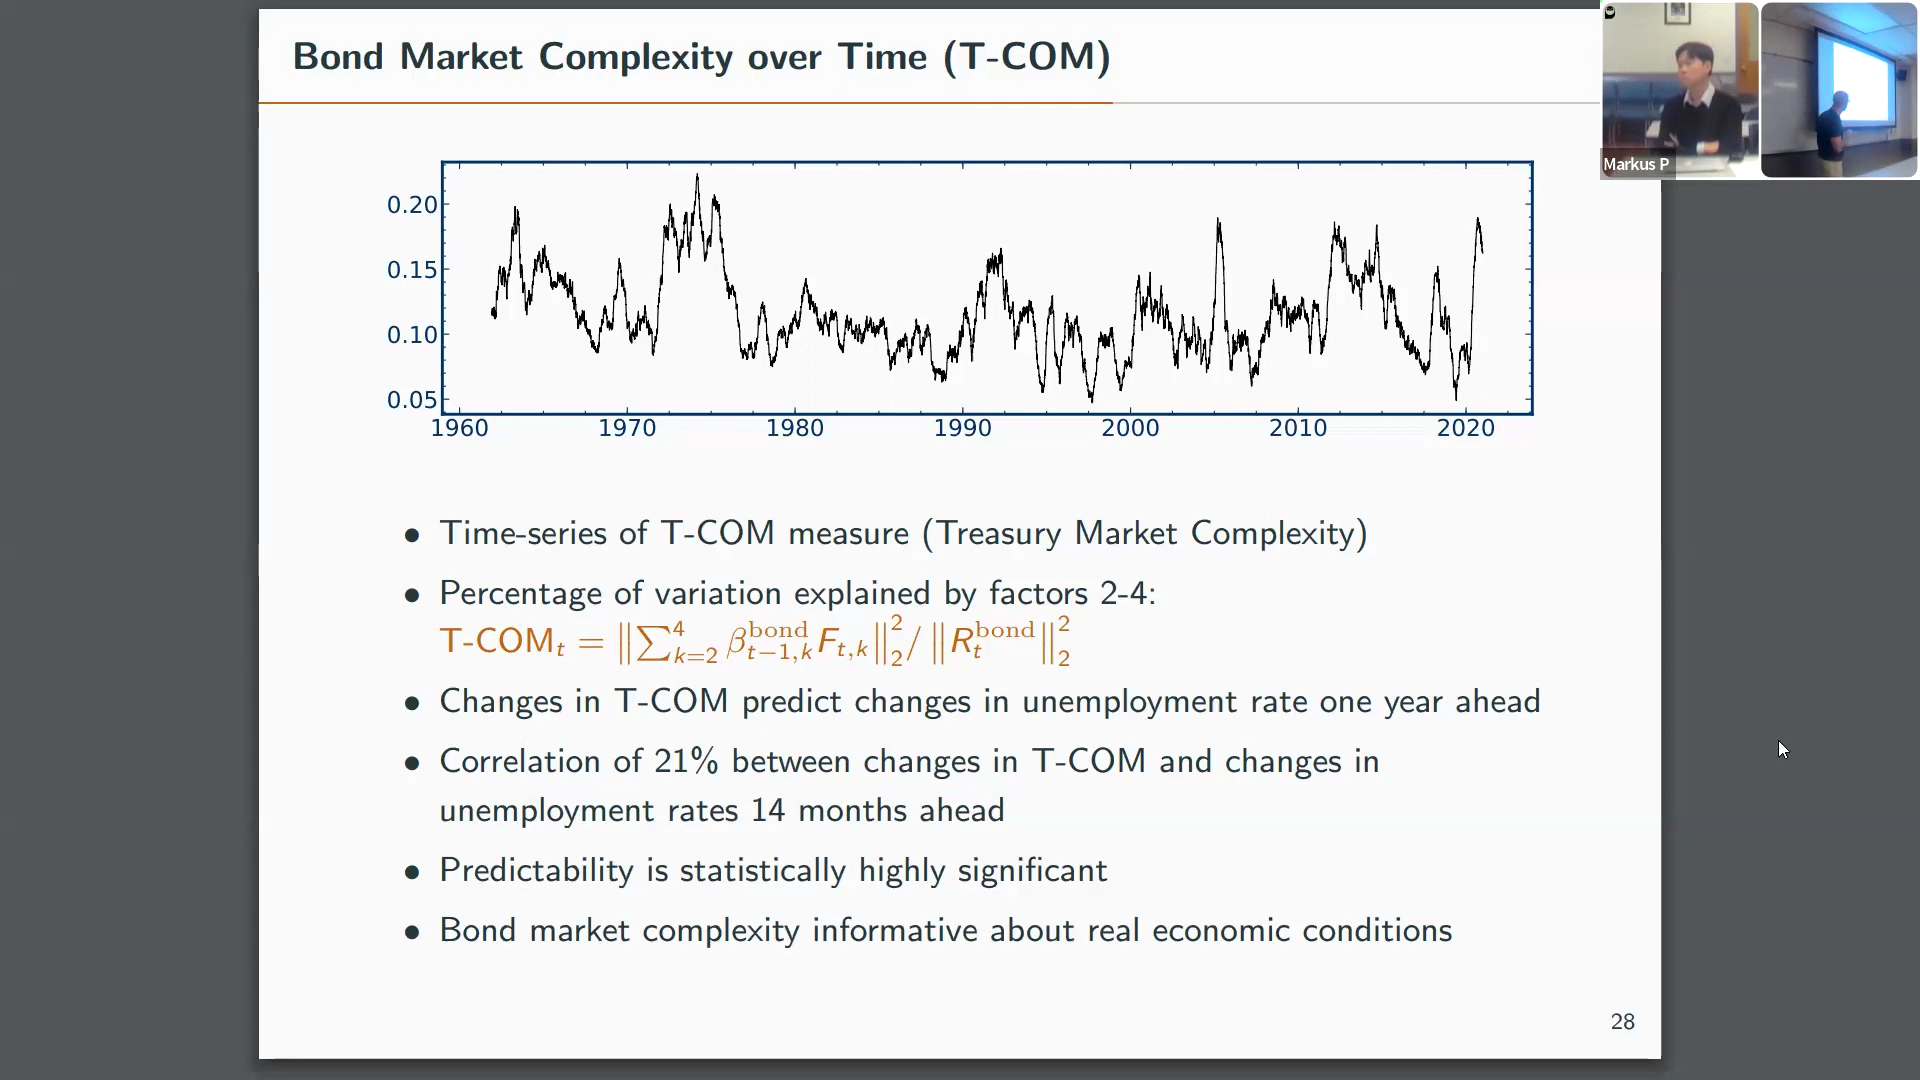 Bond Market Complexity over Time (T-COM)
Markus P
0.20
0.15
0.10
0.05
1960 1970 1980 1990 2000 2010 2020
• Time-series of T-COM measure (Treasury Market Complexity)
• Percentage of variation explained by factors 2-4:
T-COM_t = ‖∑_{k=2}^{4} β_{t−1,k}^{bond} F_{t,k}‖_2^2 / ‖R_t^{bond}‖_2^2
• Changes in T-COM predict changes in unemployment rate one year ahead
• Correlation of 21% between changes in T-COM and changes in
unemployment rates 14 months ahead
• Predictability is statistically highly significant
• Bond market complexity informative about real economic conditions
28